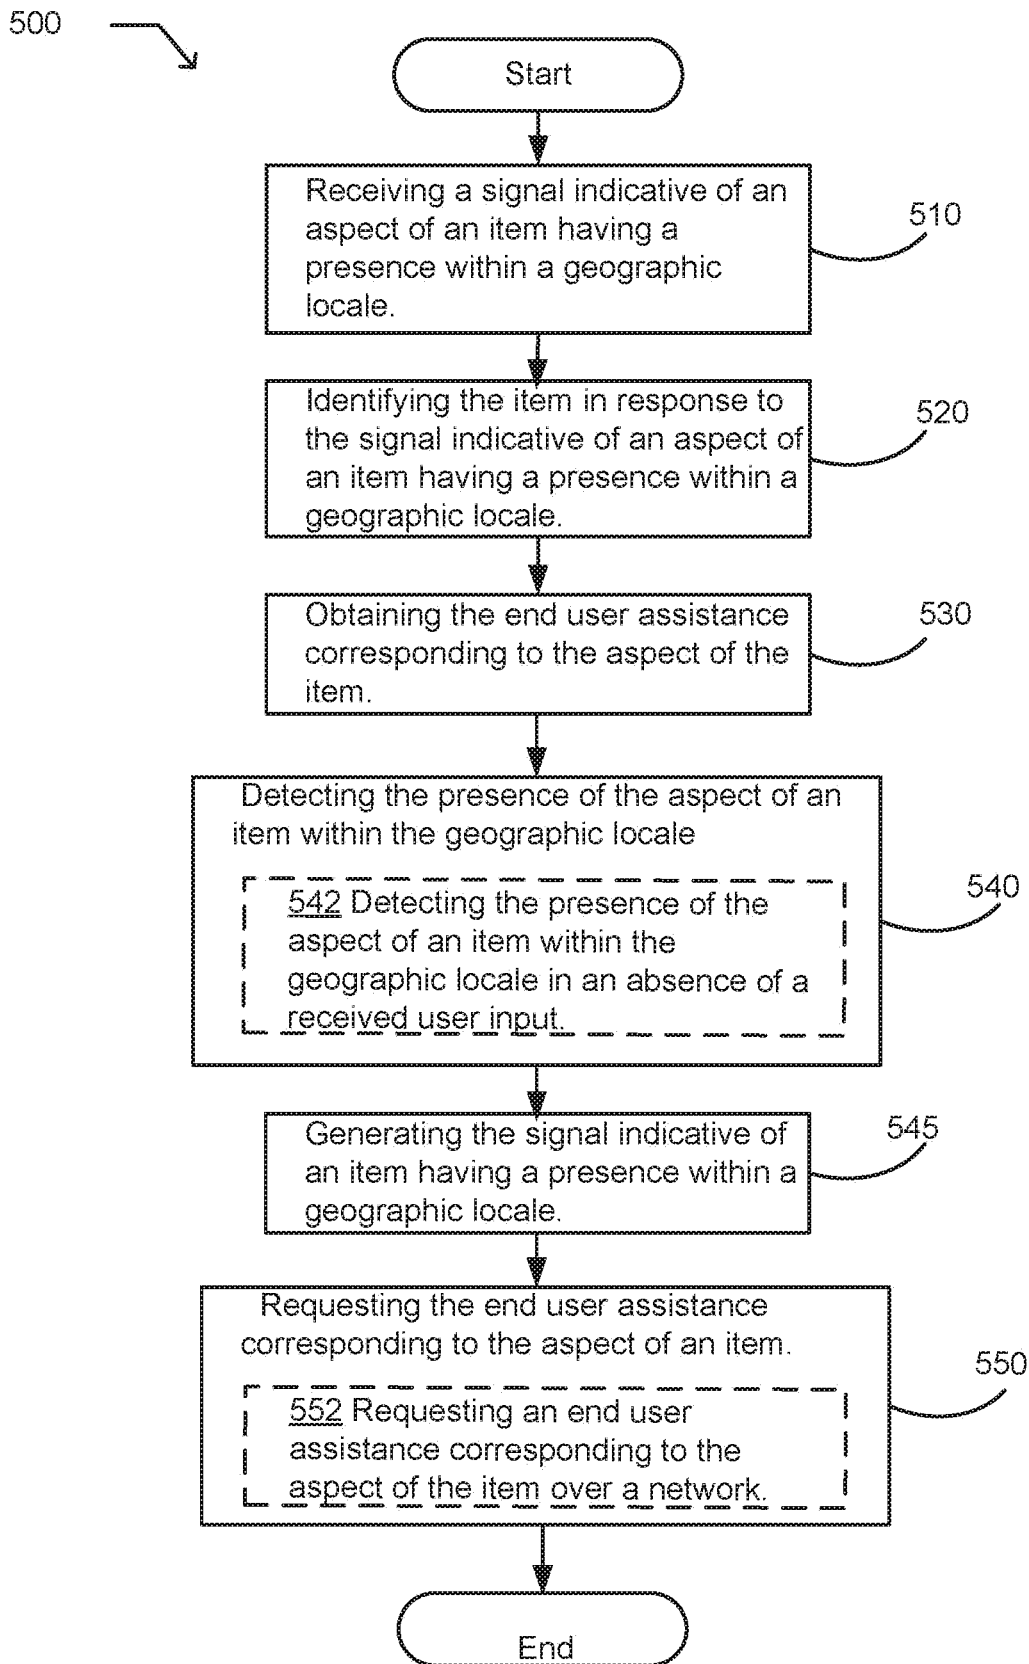 500
Start
Receiving a signal indicative of an
aspect of an item having a
presence within a geographic
locale.
510
Identifying the item in response to
the signal indicative of an aspect of
an item having a presence within a
geographic locale.
520
Obtaining the end user assistance
corresponding to the aspect of the
item.
530
Detecting the presence of the aspect of an
item within the geographic locale
542 Detecting the presence of the
aspect of an item within the
geographic locale in an absence of a
received user input.
540
Generating the signal indicative of
an item having a presence within a
geographic locale.
545
Requesting the end user assistance
corresponding to the aspect of an item.
552 Requesting an end user
assistance corresponding to the
aspect of the item over a network.
550
End